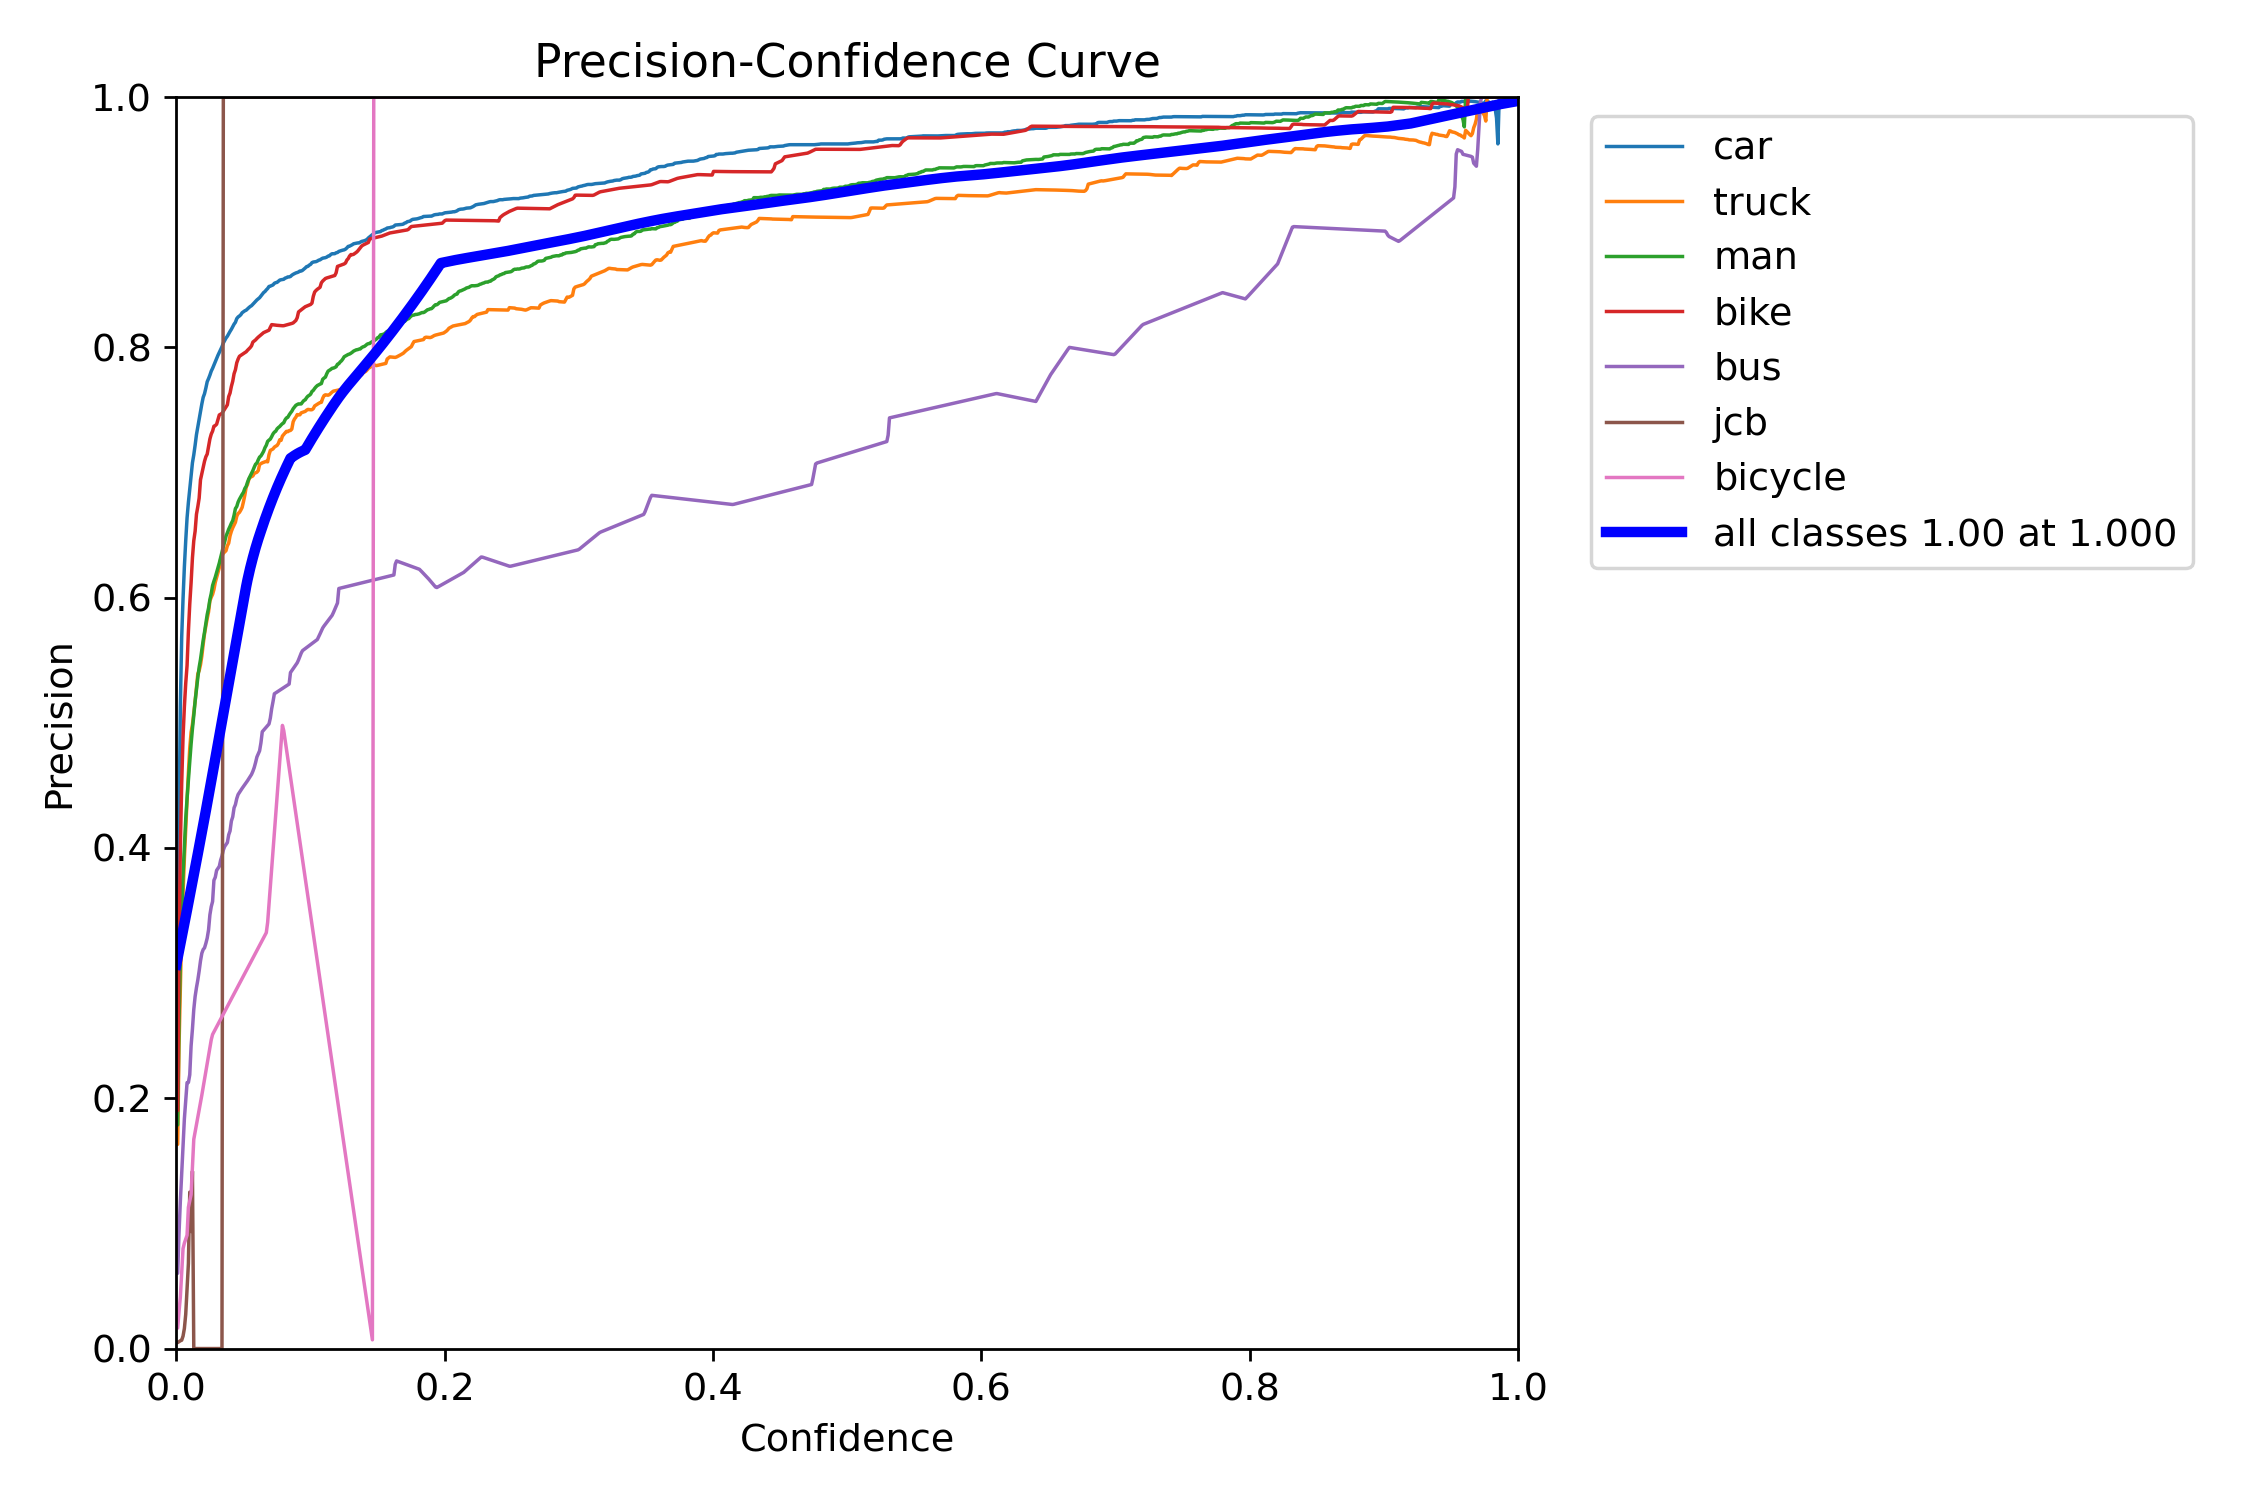 Precision-Confidence Curve
1.0
0.8
0.6
0.4
0.2
0.0
Precision
0.0 0.2 0.4 0.6 0.8 1.0
Confidence
car
truck
man
bike
bus
jcb
bicycle
all classes 1.00 at 1.000